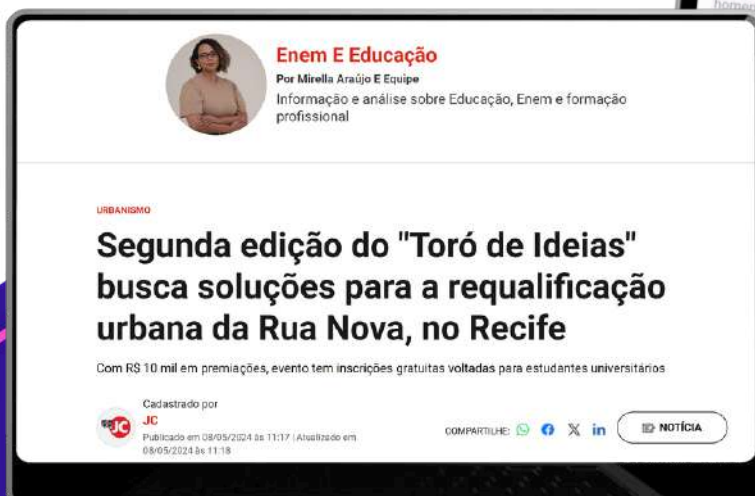 Enem E Educação
Por Mirella Araújo E Equipe
Informação e análise sobre Educação, Enem e formação
profissional
URBANISMO
Segunda edição do "Toró de Ideias"
busca soluções para a requalificação
urbana da Rua Nova, no Recife
Com R$ 10 mil em premiações, evento tem inscrições gratuitas voltadas para estudantes universitários
Cadastrado por
JC
Publicado em 08/05/2024 às 11:17 | Atualizado em
08/05/2024 às 11:18
COMPARTILHE:
NOTÍCIA